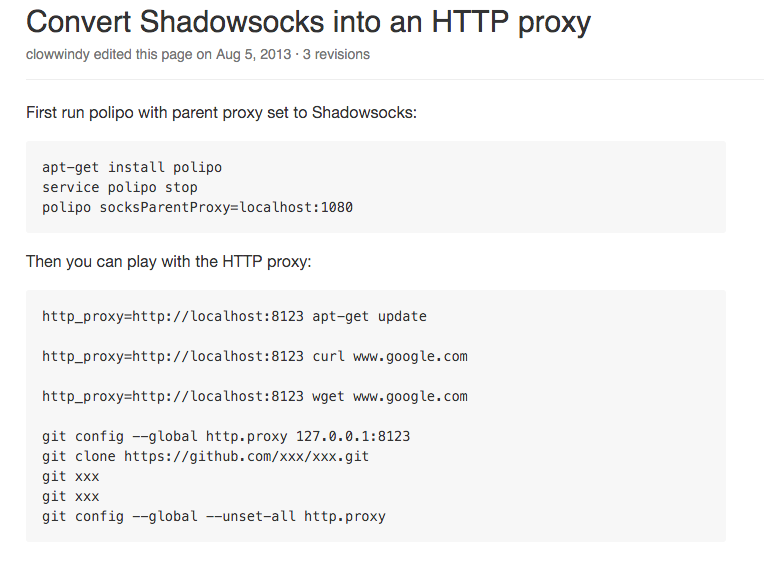 Convert Shadowsocks into an HTTP proxy
clowwindy edited this page on Aug 5, 2013 · 3 revisions
First run polipo with parent proxy set to Shadowsocks:
apt-get install polipo
service polipo stop
polipo socksParentProxy=localhost:1080
Then you can play with the HTTP proxy:
http_proxy=http://localhost:8123 apt-get update
http_proxy=http://localhost:8123 curl www.google.com
http_proxy=http://localhost:8123 wget www.google.com
git config --global http.proxy 127.0.0.1:8123
git clone https://github.com/xxx/xxx.git
git xxx
git xxx
git config --global --unset-all http.proxy